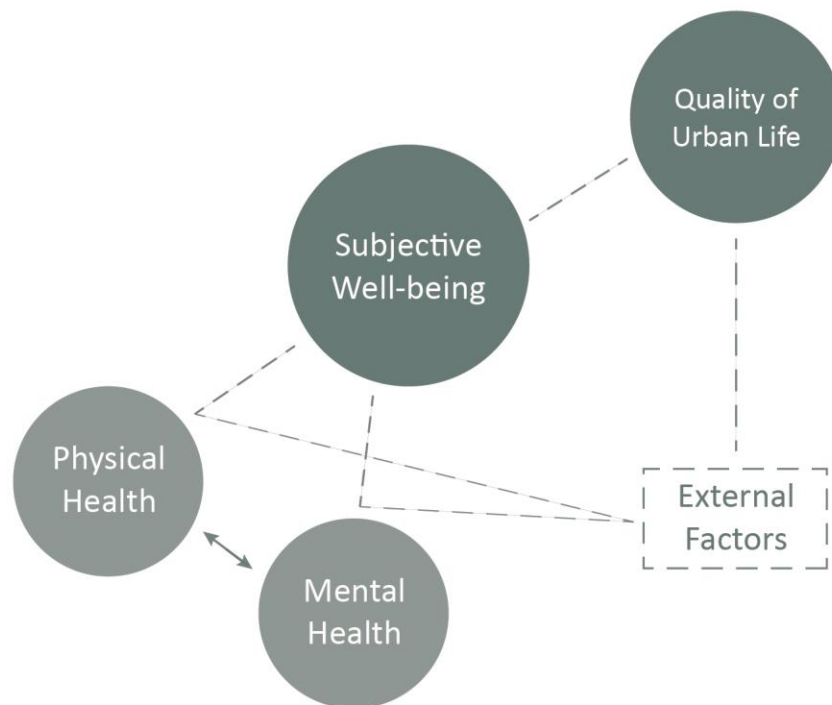 Quality of
Urban Life
Subjective
Well-being
Physical
Health
External
Factors
Mental
Health